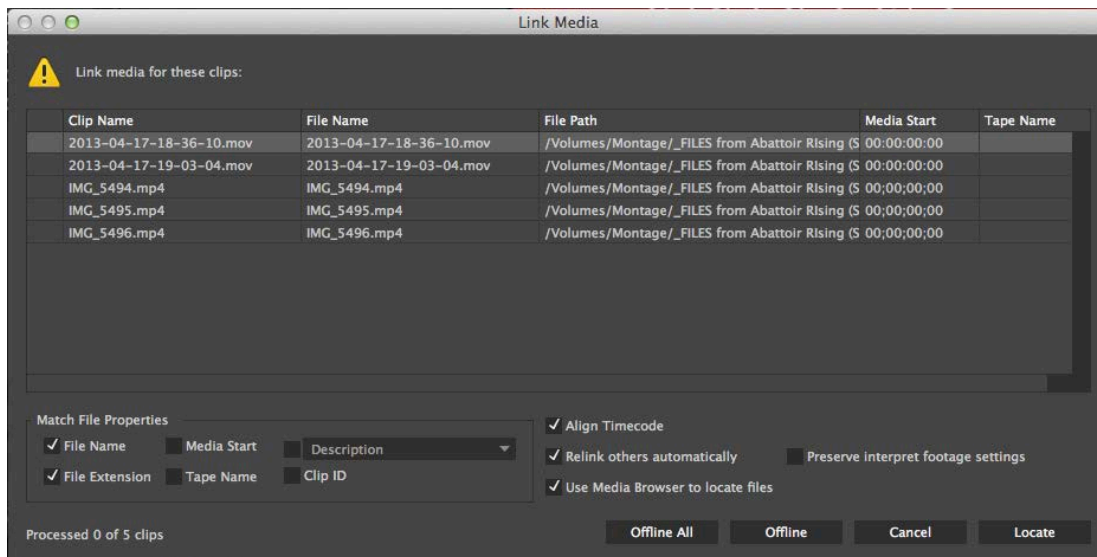 Link Media
Link media for these clips:
Clip Name File Name File Path Media Start Tape Name
2013-04-17-18-36-10.mov 2013-04-17-18-36-10.mov /Volumes/Montage/_FILES from Abattoir RIsing (S 00:00:00:00
2013-04-17-19-03-04.mov 2013-04-17-19-03-04.mov /Volumes/Montage/_FILES from Abattoir RIsing (S 00:00:00:00
IMG_5494.mp4 IMG_5494.mp4 /Volumes/Montage/_FILES from Abattoir RIsing (S 00;00;00;00
IMG_5495.mp4 IMG_5495.mp4 /Volumes/Montage/_FILES from Abattoir RIsing (S 00;00;00;00
IMG_5496.mp4 IMG_5496.mp4 /Volumes/Montage/_FILES from Abattoir RIsing (S 00;00;00;00
Match File Properties
File Name Media Start Description
File Extension Tape Name Clip ID
Align Timecode
Relink others automatically Preserve interpret footage settings
Use Media Browser to locate files
Processed 0 of 5 clips
Offline All Offline Cancel Locate